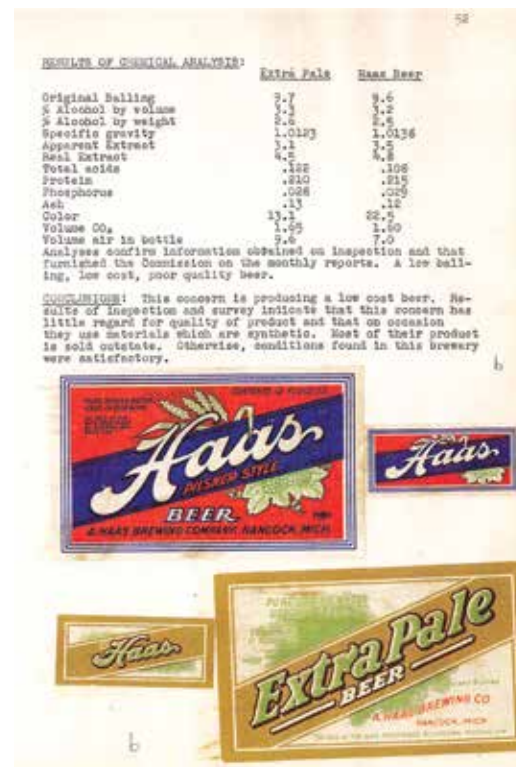 52
RESULTS OF CHEMICAL ANALYSIS:
Extra Pale Haas Beer
Original Balling 9.7 9.6
% Alcohol by volume 3.3 3.2
% Alcohol by weight 2.6 2.5
Specific gravity 1.0123 1.0136
Apparent Extract 3.1 3.5
Real Extract 4.5 4.8
Total acids .122 .108
Protein .210 .215
Phosphorus .028 .029
Ash .13 .12
Color 13.1 22.5
Volume CO₂ 1.65 1.60
Volume air in bottle 9.6 7.0
Analyses confirm information obtained on inspection and that
furnished the Commission on the monthly reports. A low ball-
ing, low cost, poor quality beer.
CONCLUSIONS: This concern is producing a low cost beer. Re-
sults of inspection and survey indicate that this concern has
little regard for quality of product and that on occasion
they use materials which are synthetic. Most of their product
is sold outstate. Otherwise, conditions found in this brewery
were satisfactory.
b
Haas
PILSNER STYLE
BEER
A. HAAS BREWING COMPANY, HANCOCK, MICH.
Haas
Haas
Extra Pale
BEER
A. HAAS BREWING CO
HANCOCK, MICH
b